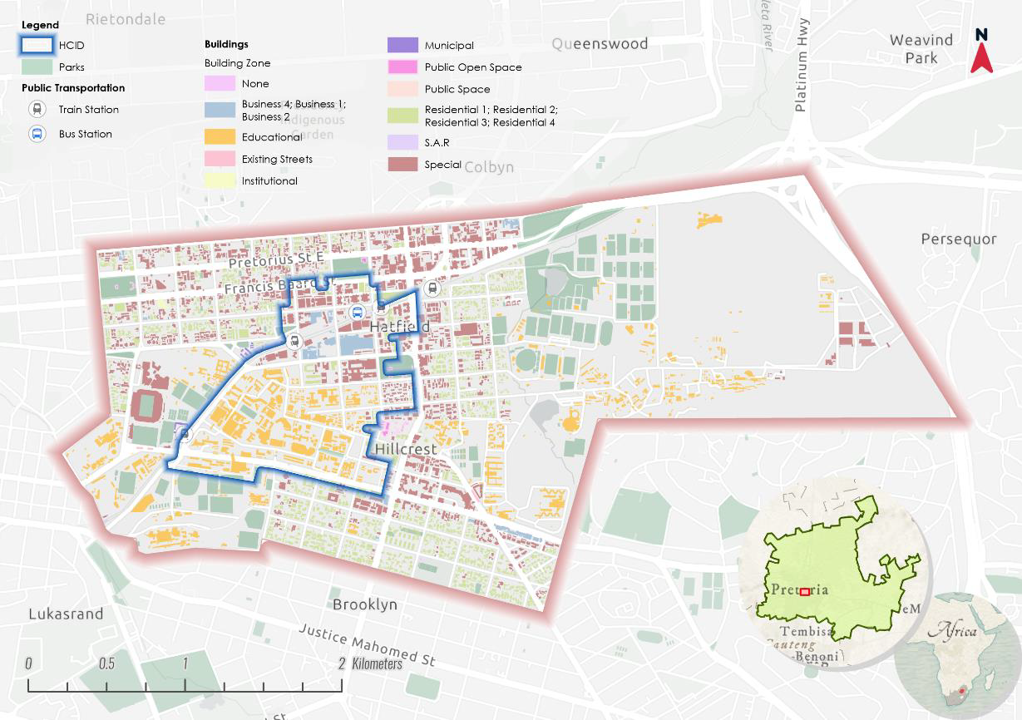 Legend
HCID
Parks
Public Transportation
Train Station
Bus Station
Buildings
Building Zone
None
Business 4; Business 1;
Business 2
Educational
Existing Streets
Institutional
Municipal
Public Open Space
Public Space
Residential 1; Residential 2;
Residential 3; Residential 4
S.A.R
Special
N
Rietondale
Queenswood
Weavind
Park
Platinum Hwy
River
Colbyn
Persequor
Pretorius St E
Francis Baard
Hatfield
Hillcrest
Brooklyn
Lukasrand
Justice Mahomed St
St
0
0.5
1
2 Kilometers
Pretoria
Tembisa
Gauteng
Benoni
eM
Africa